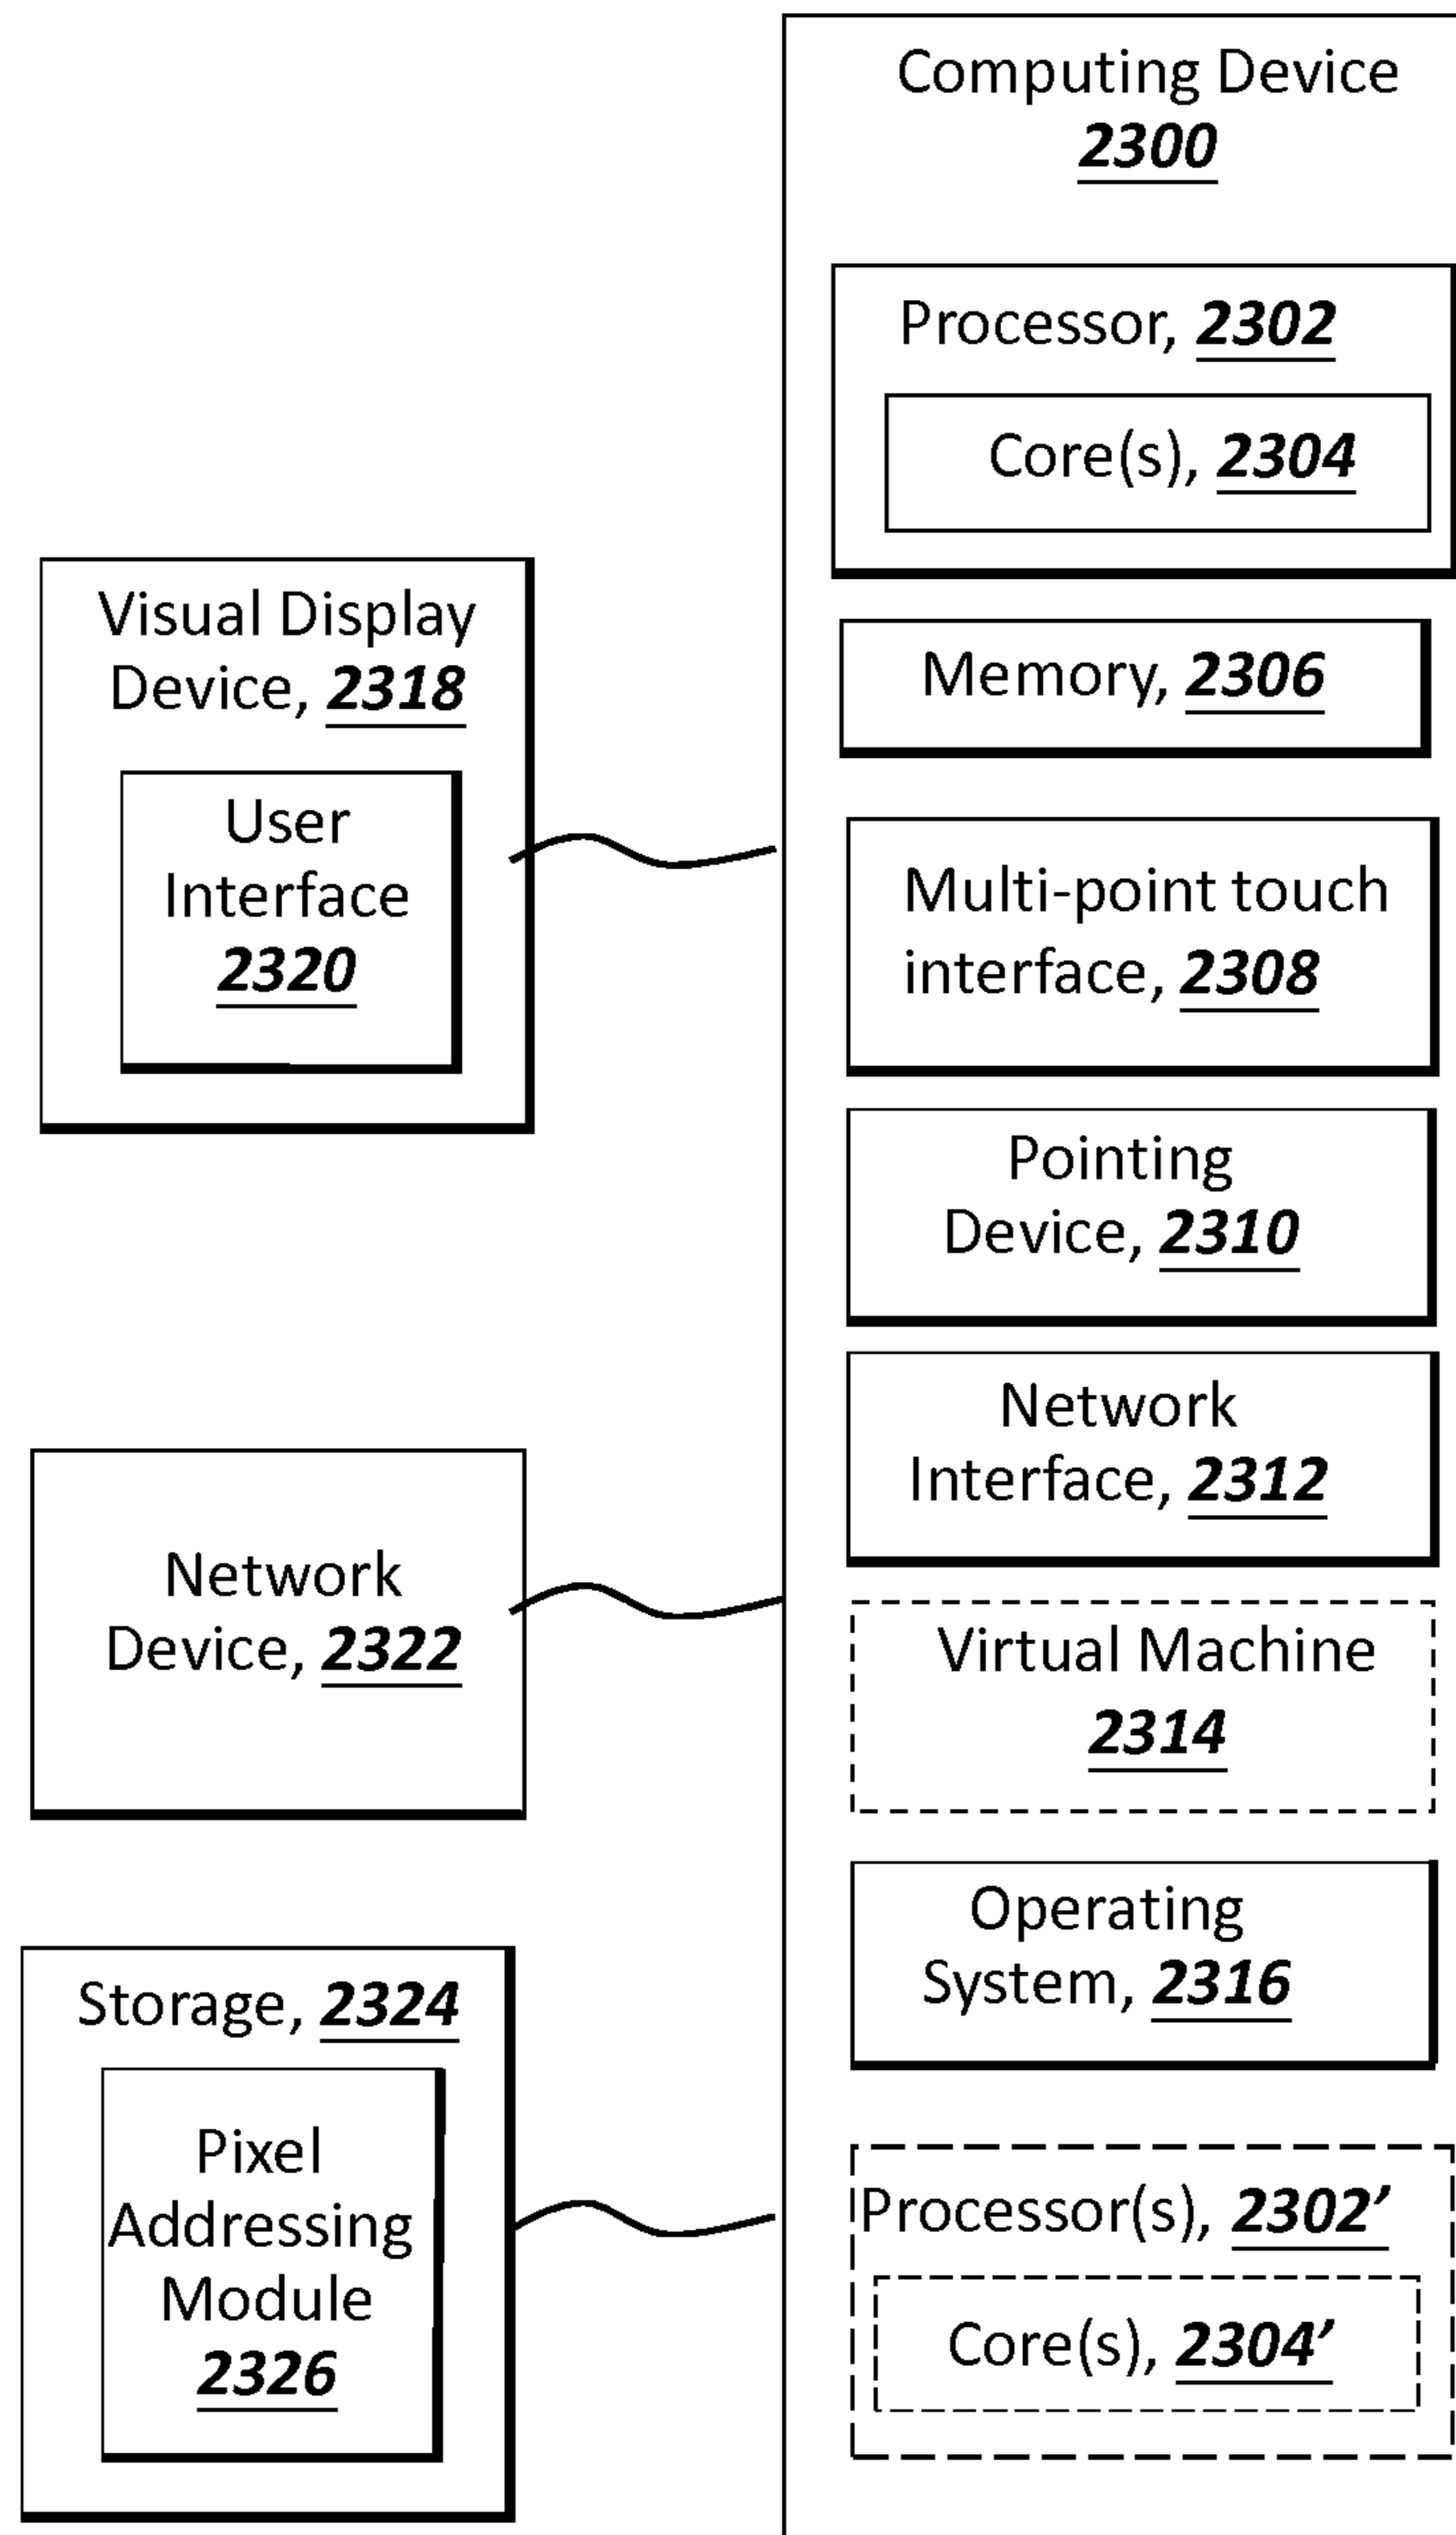 Computing Device
2300
Processor, 2302
Core(s), 2304
Memory, 2306
Multi-point touch
interface, 2308
Pointing
Device, 2310
Network
Interface, 2312
Virtual Machine
2314
Operating
System, 2316
Processor(s), 2302’
Core(s), 2304’
Visual Display
Device, 2318
User
Interface
2320
Network
Device, 2322
Storage, 2324
Pixel
Addressing
Module
2326